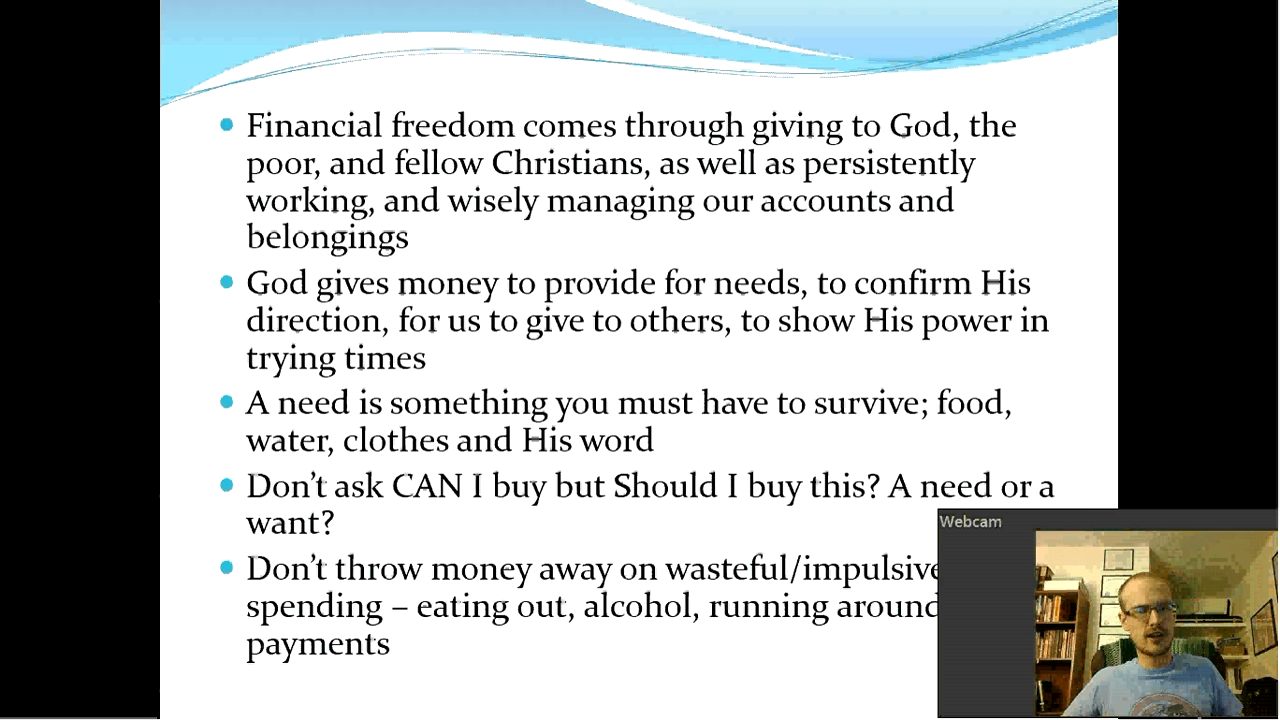 Financial freedom comes through giving to God, the
poor, and fellow Christians, as well as persistently
working, and wisely managing our accounts and
belongings
God gives money to provide for needs, to confirm His
direction, for us to give to others, to show His power in
trying times
A need is something you must have to survive; food,
water, clothes and His word
Don’t ask CAN I buy but Should I buy this? A need or a
want?
Don’t throw money away on wasteful/impulsive
spending – eating out, alcohol, running around
payments
Webcam